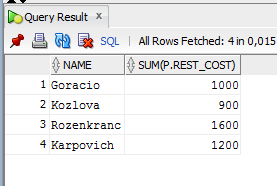 Query Result ×
SQL | All Rows Fetched: 4 in 0,015
NAME SUM(P.REST_COST)
1 Goracio 1000
2 Kozlova 900
3 Rozenkranc 1600
4 Karpovich 1200